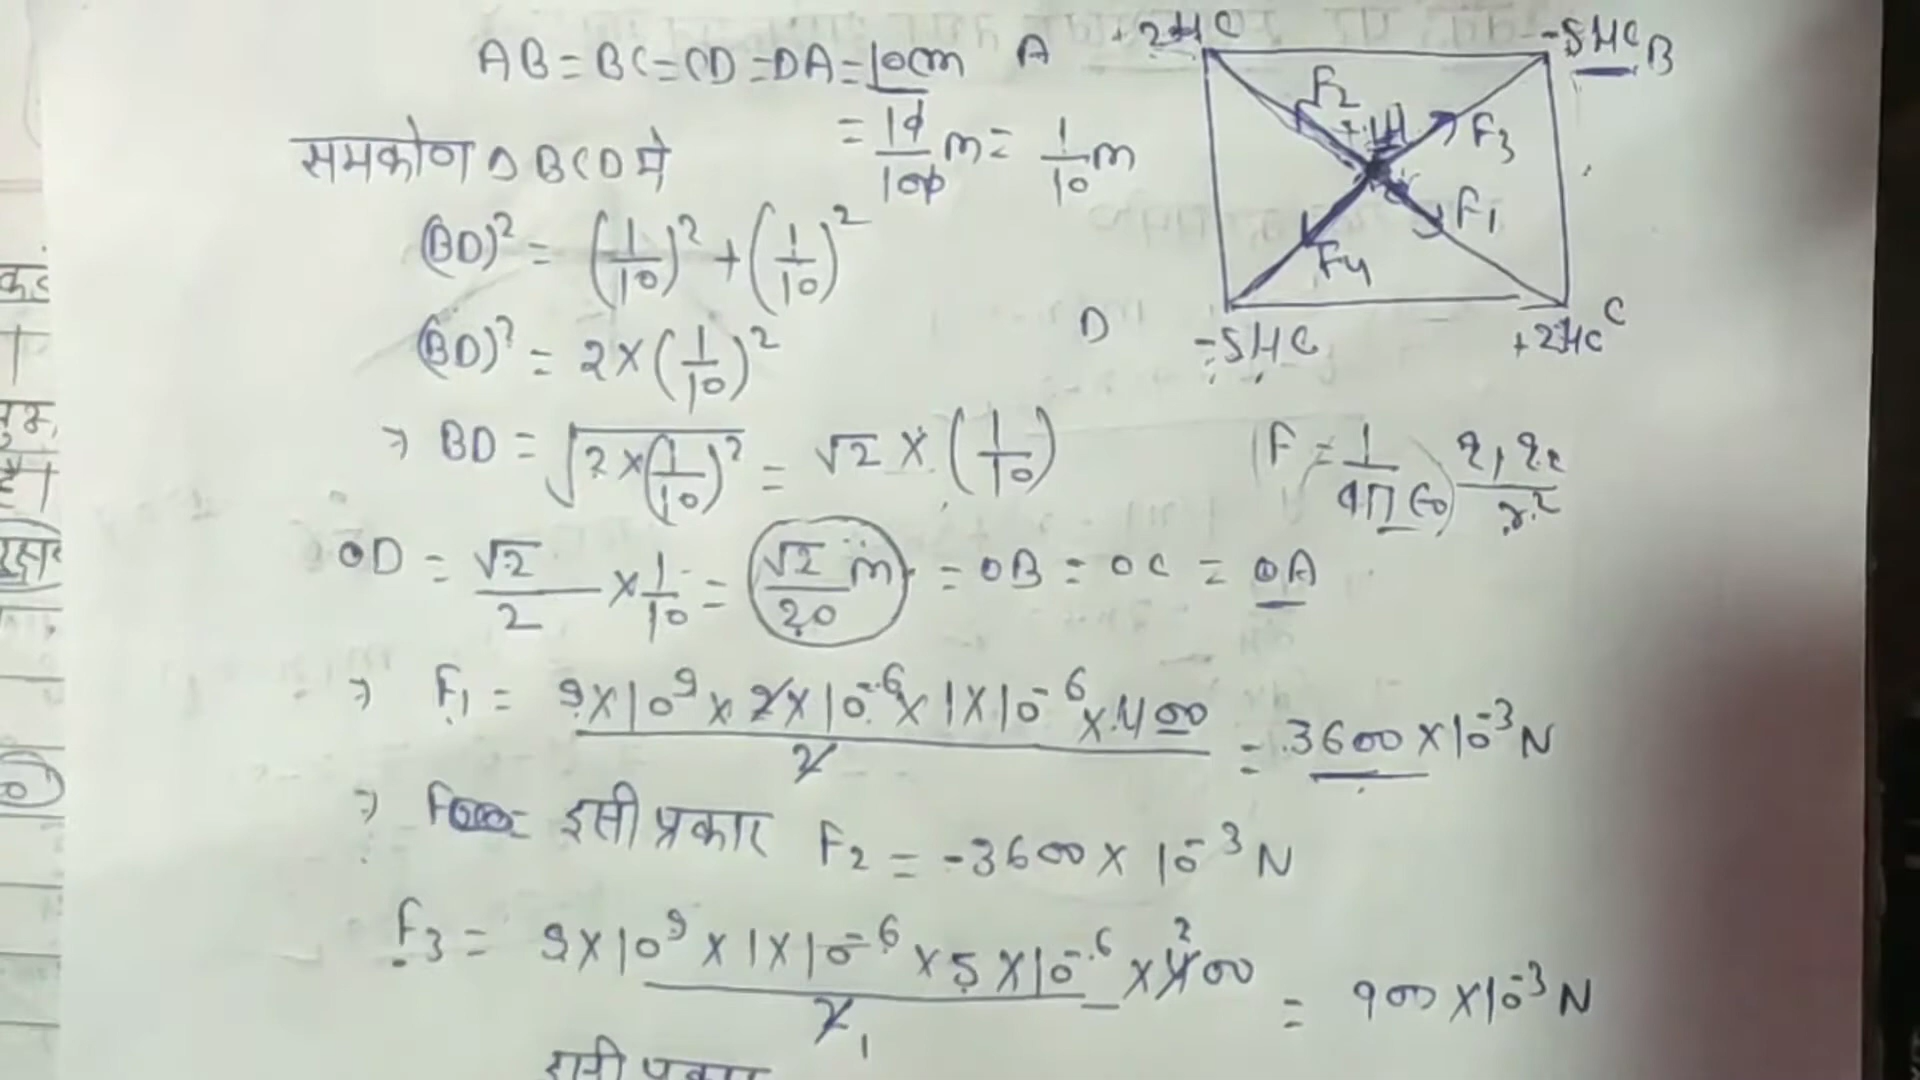 AB = BC = CD = DA = 10cm
= 10/100 m = 1/10 m
समकोण △ BCD मे
(BD)² = (1/10)² + (1/10)²
(BD)² = 2 × (1/10)²
⇒ BD = √2×(1/10)² = √2 × (1/10)
OD = √2/2 × 1/10 = √2/20 m = OB = OC = OA
⇒ F₁ = 9×10⁹ × 2×10⁻⁶ × 1×10⁻⁶ × 400 / 2 = 3600 × 10⁻³ N
⇒ इसी प्रकार F₂ = -3600 × 10⁻³ N
F₃ = 9×10⁹ × 1×10⁻⁶ × 5×10⁻⁶ × 400 / 2 = 900 × 10⁻³ N
इसी प्रकार
A +2μC
-5μC B
F₂
F₃
F₁
F₄
D -5μC
+2μC C
F = 1/4π∈₀ q₁q₂/r²